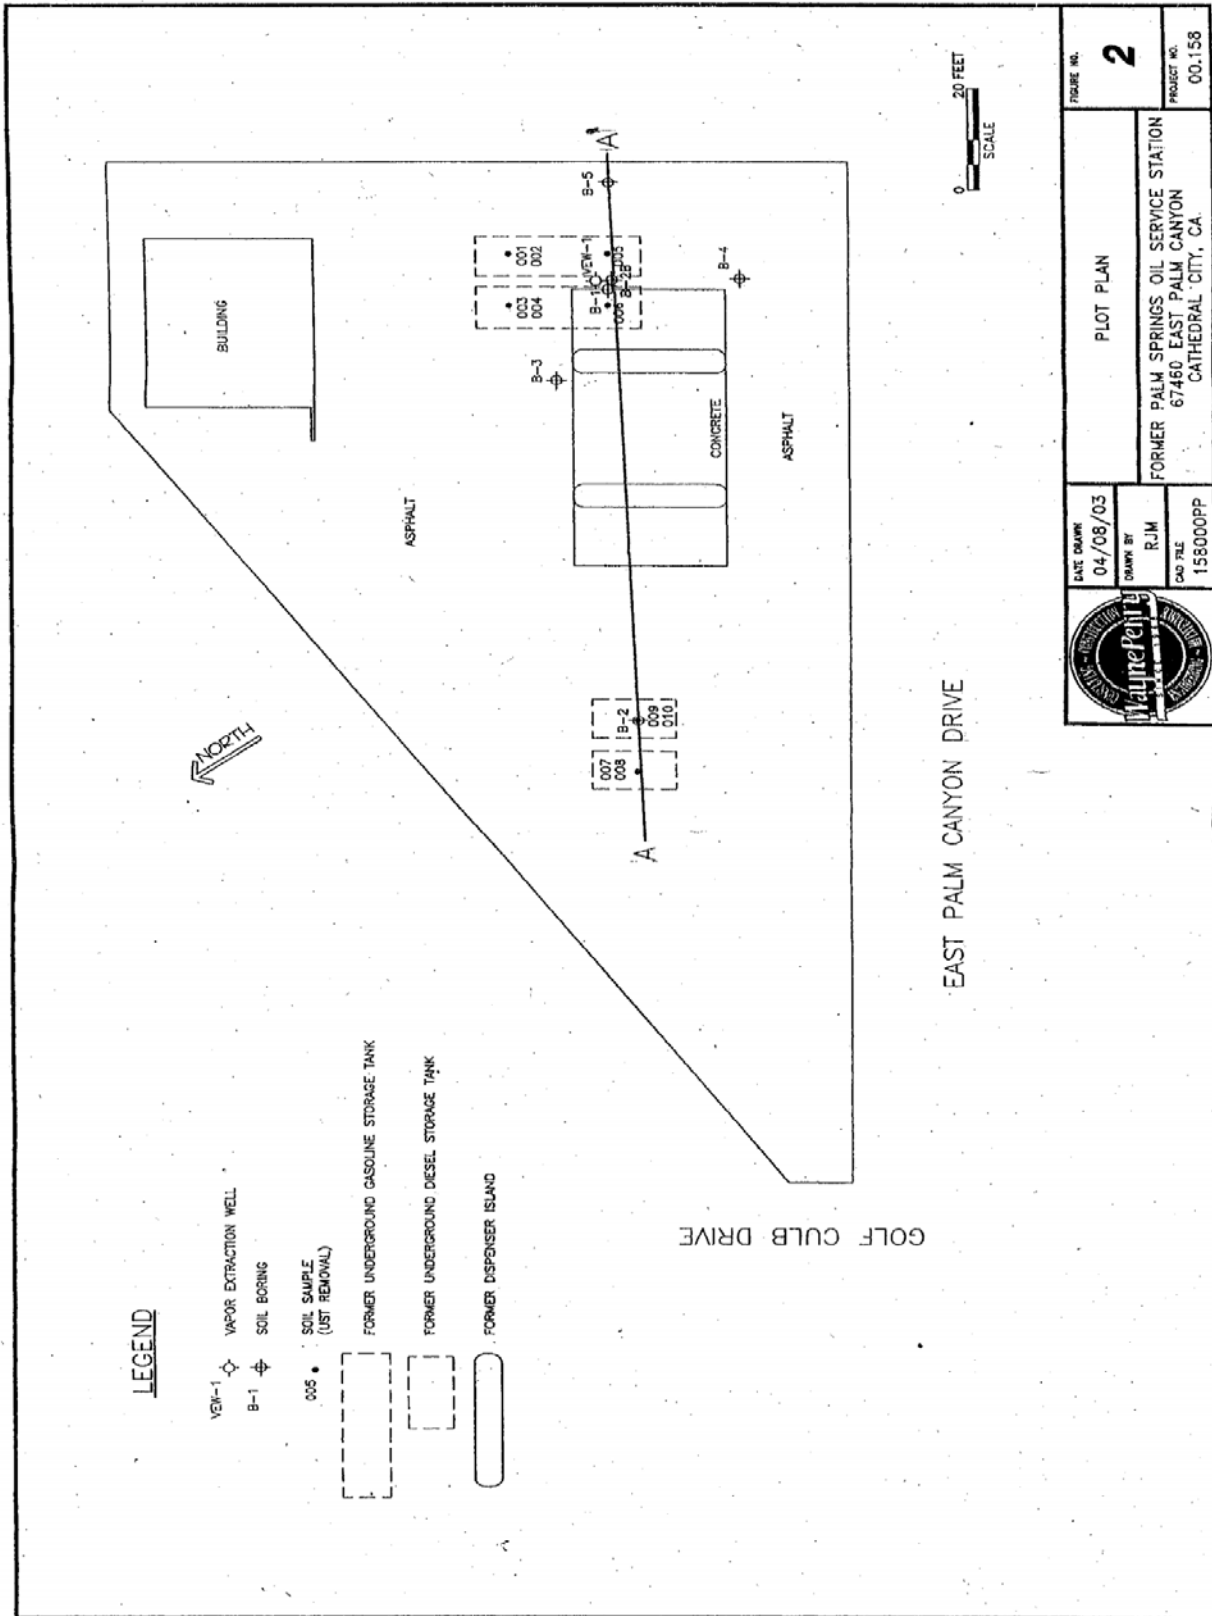 LEGEND
VEW-1 VAPOR EXTRACTION WELL
B-1 SOIL BORING
005 SOIL SAMPLE
(UST REMOVAL)
FORMER UNDERGROUND GASOLINE STORAGE TANK
FORMER UNDERGROUND DIESEL STORAGE TANK
FORMER DISPENSER ISLAND
NORTH
BUILDING
ASPHALT
001
002
003
004
VEW-1
005
B-1
B-2B
006
B-3
B-4
B-5
A'
CONCRETE
ASPHALT
007
008
B-2
009
010
A
GOLF CULB DRIVE
EAST PALM CANYON DRIVE
0 20 FEET
SCALE
WaynePerry
SINCE
DATE DRAWN
04/08/03
DRAWN BY
RJM
CAD FILE
158000PP
PLOT PLAN
FORMER PALM SPRINGS OIL SERVICE STATION
67460 EAST PALM CANYON
CATHEDRAL CITY, CA.
FIGURE NO.
2
PROJECT NO.
00.158